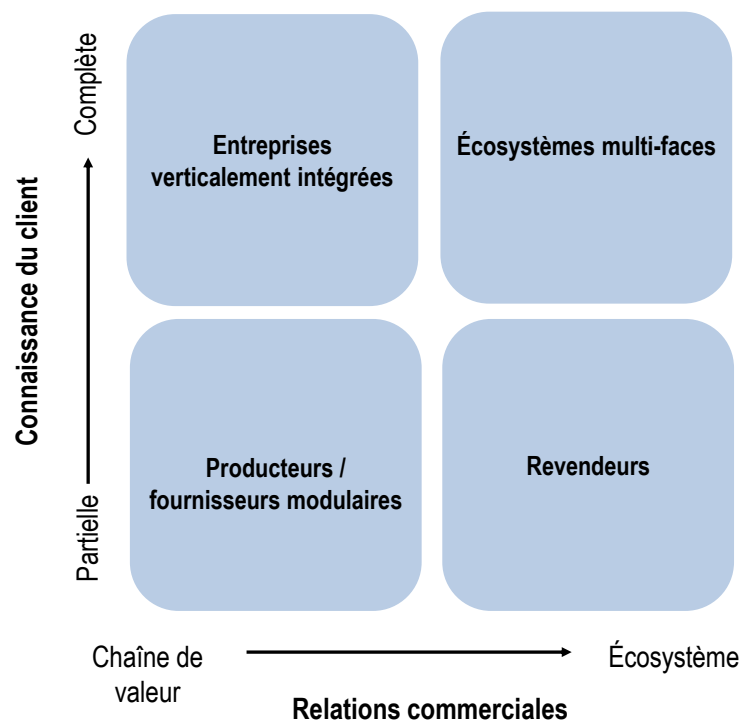 Complète
Entreprises
verticalement intégrées
Écosystèmes multi-faces
Connaissance du client
Producteurs /
fournisseurs modulaires
Revendeurs
Partielle
Chaîne de
valeur
Écosystème
Relations commerciales